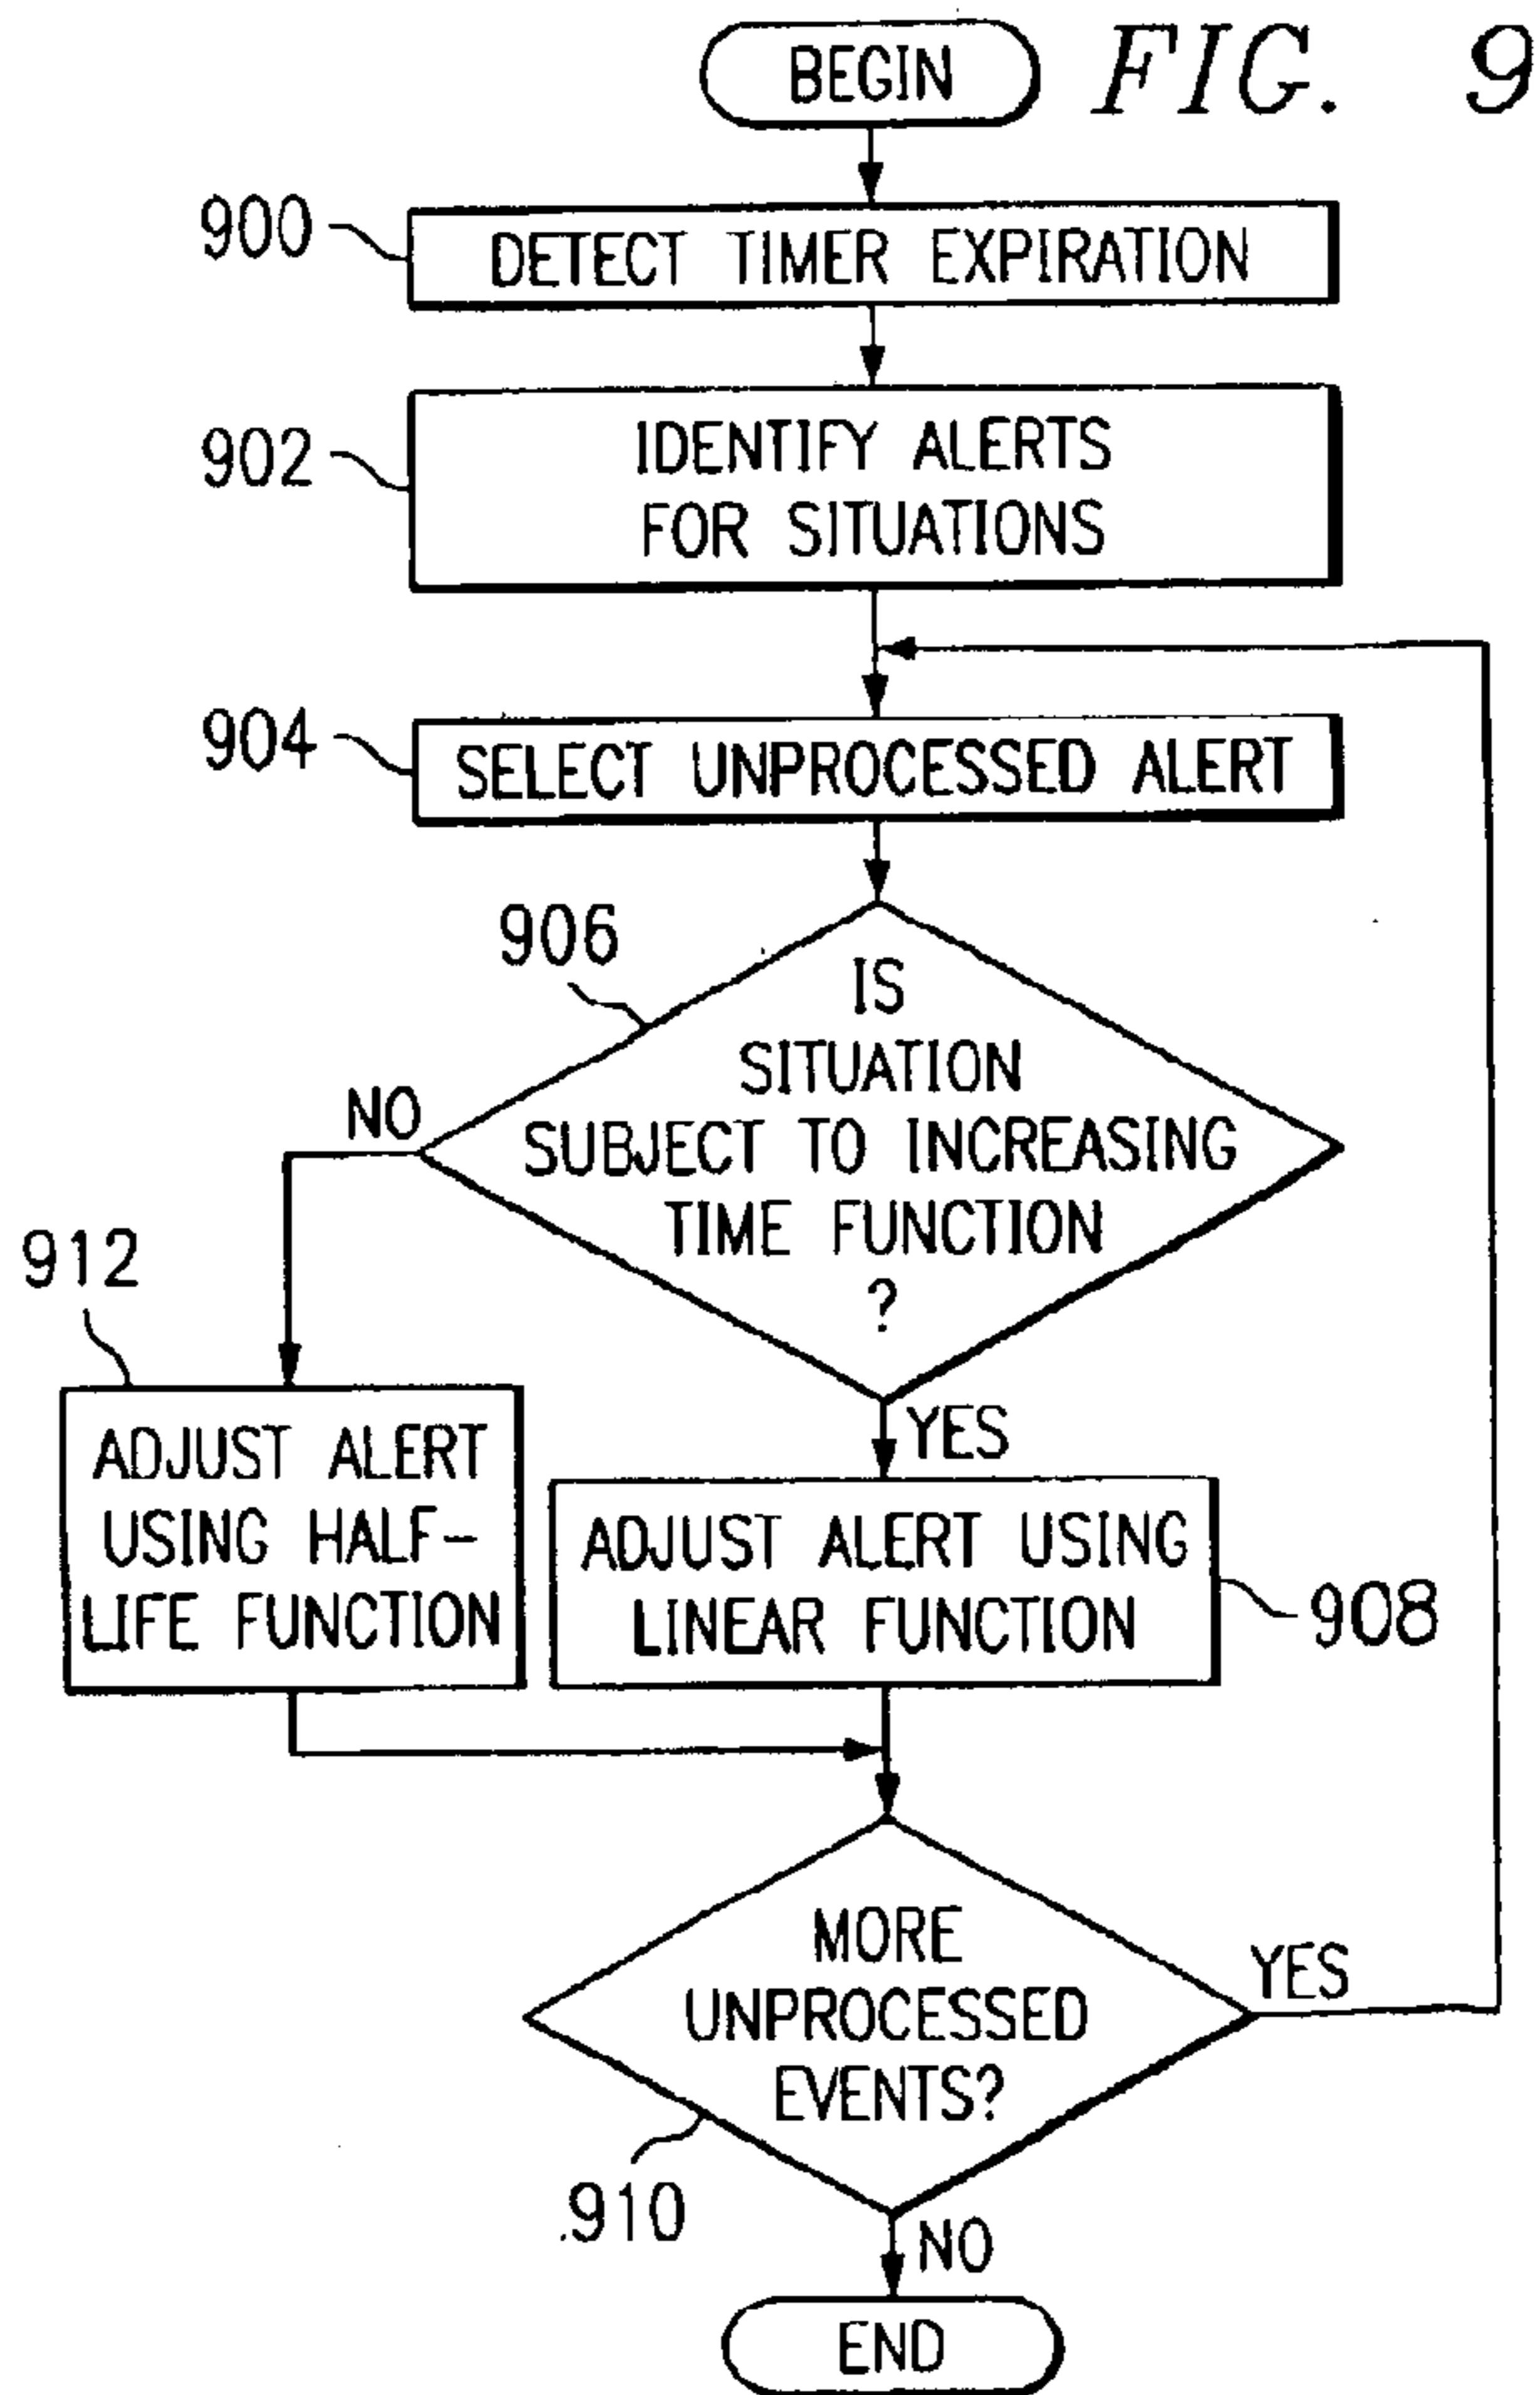 BEGIN
FIG. 9
900
DETECT TIMER EXPIRATION
902
IDENTIFY ALERTS
FOR SITUATIONS
904
SELECT UNPROCESSED ALERT
906
IS
SITUATION
SUBJECT TO INCREASING
TIME FUNCTION
?
NO
YES
912
ADJUST ALERT
USING HALF-
LIFE FUNCTION
ADJUST ALERT USING
LINEAR FUNCTION
908
MORE
UNPROCESSED
EVENTS?
YES
910
NO
END